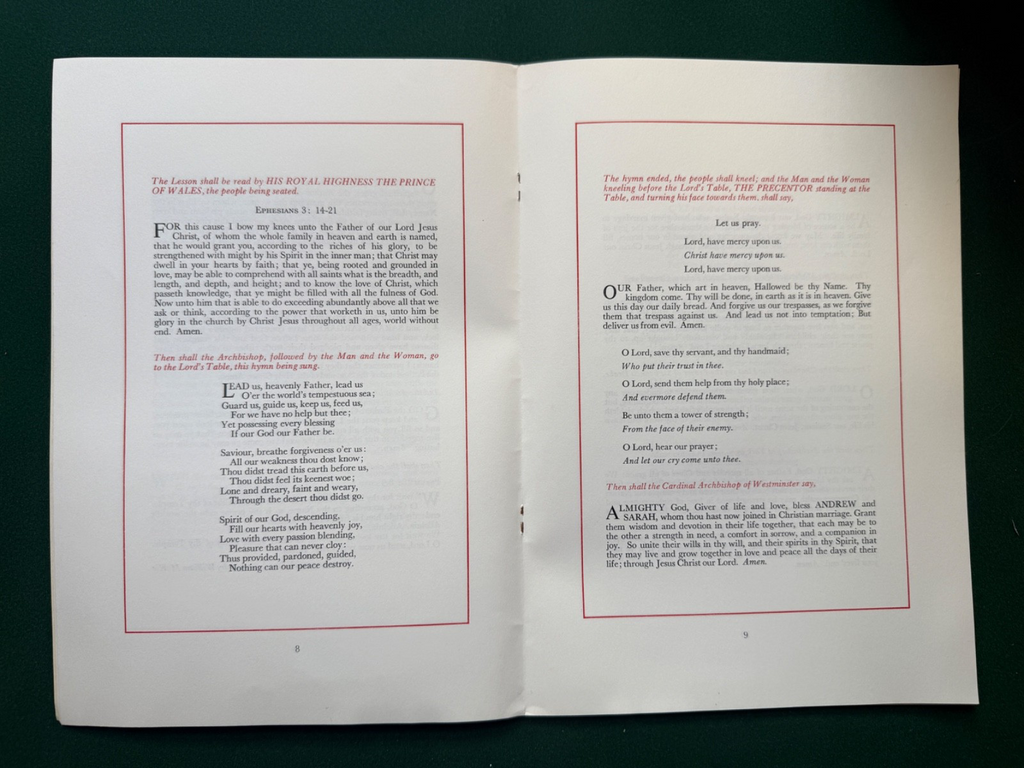 The Lesson shall be read by HIS ROYAL HIGHNESS THE PRINCE
OF WALES, the people being seated.
EPHESIANS 3: 14-21
FOR this cause I bow my knees unto the Father of our Lord Jesus
Christ, of whom the whole family in heaven and earth is named,
that he would grant you, according to the riches of his glory, to be
strengthened with might by his Spirit in the inner man; that Christ may
dwell in your hearts by faith; that ye, being rooted and grounded in
love, may be able to comprehend with all saints what is the breadth, and
length, and depth, and height; and to know the love of Christ, which
passeth knowledge, that ye might be filled with all the fulness of God.
Now unto him that is able to do exceeding abundantly above all that we
ask or think, according to the power that worketh in us, unto him be
glory in the church by Christ Jesus throughout all ages, world without
end. Amen.
Then shall the Archbishop, followed by the Man and the Woman, go
to the Lord's Table, this hymn being sung.
LEAD us, heavenly Father, lead us
O'er the world's tempestuous sea;
Guard us, guide us, keep us, feed us,
For we have no help but thee;
Yet possessing every blessing
If our God our Father be.
Saviour, breathe forgiveness o'er us:
All our weakness thou dost know;
Thou didst tread this earth before us,
Thou didst feel its keenest woe;
Lone and dreary, faint and weary,
Through the desert thou didst go.
Spirit of our God, descending,
Fill our hearts with heavenly joy,
Love with every passion blending,
Pleasure that can never cloy:
Thus provided, pardoned, guided,
Nothing can our peace destroy.
8
The hymn ended, the people shall kneel; and the Man and the Woman
kneeling before the Lord's Table, THE PRECENTOR standing at the
Table, and turning his face towards them, shall say,
Let us pray.
Lord, have mercy upon us.
Christ have mercy upon us.
Lord, have mercy upon us.
OUR Father, which art in heaven, Hallowed be thy Name. Thy
kingdom come. Thy will be done, in earth as it is in heaven. Give
us this day our daily bread. And forgive us our trespasses, as we forgive
them that trespass against us. And lead us not into temptation; But
deliver us from evil. Amen.
O Lord, save thy servant, and thy handmaid;
Who put their trust in thee.
O Lord, send them help from thy holy place;
And evermore defend them.
Be unto them a tower of strength;
From the face of their enemy.
O Lord, hear our prayer;
And let our cry come unto thee.
Then shall the Cardinal Archbishop of Westminster say,
ALMIGHTY God, Giver of life and love, bless ANDREW and
SARAH, whom thou hast now joined in Christian marriage. Grant
them wisdom and devotion in their life together, that each may be to
the other a strength in need, a comfort in sorrow, and a companion in
joy. So unite their wills in thy will, and their spirits in thy Spirit, that
they may live and grow together in love and peace all the days of their
life; through Jesus Christ our Lord. Amen.
9